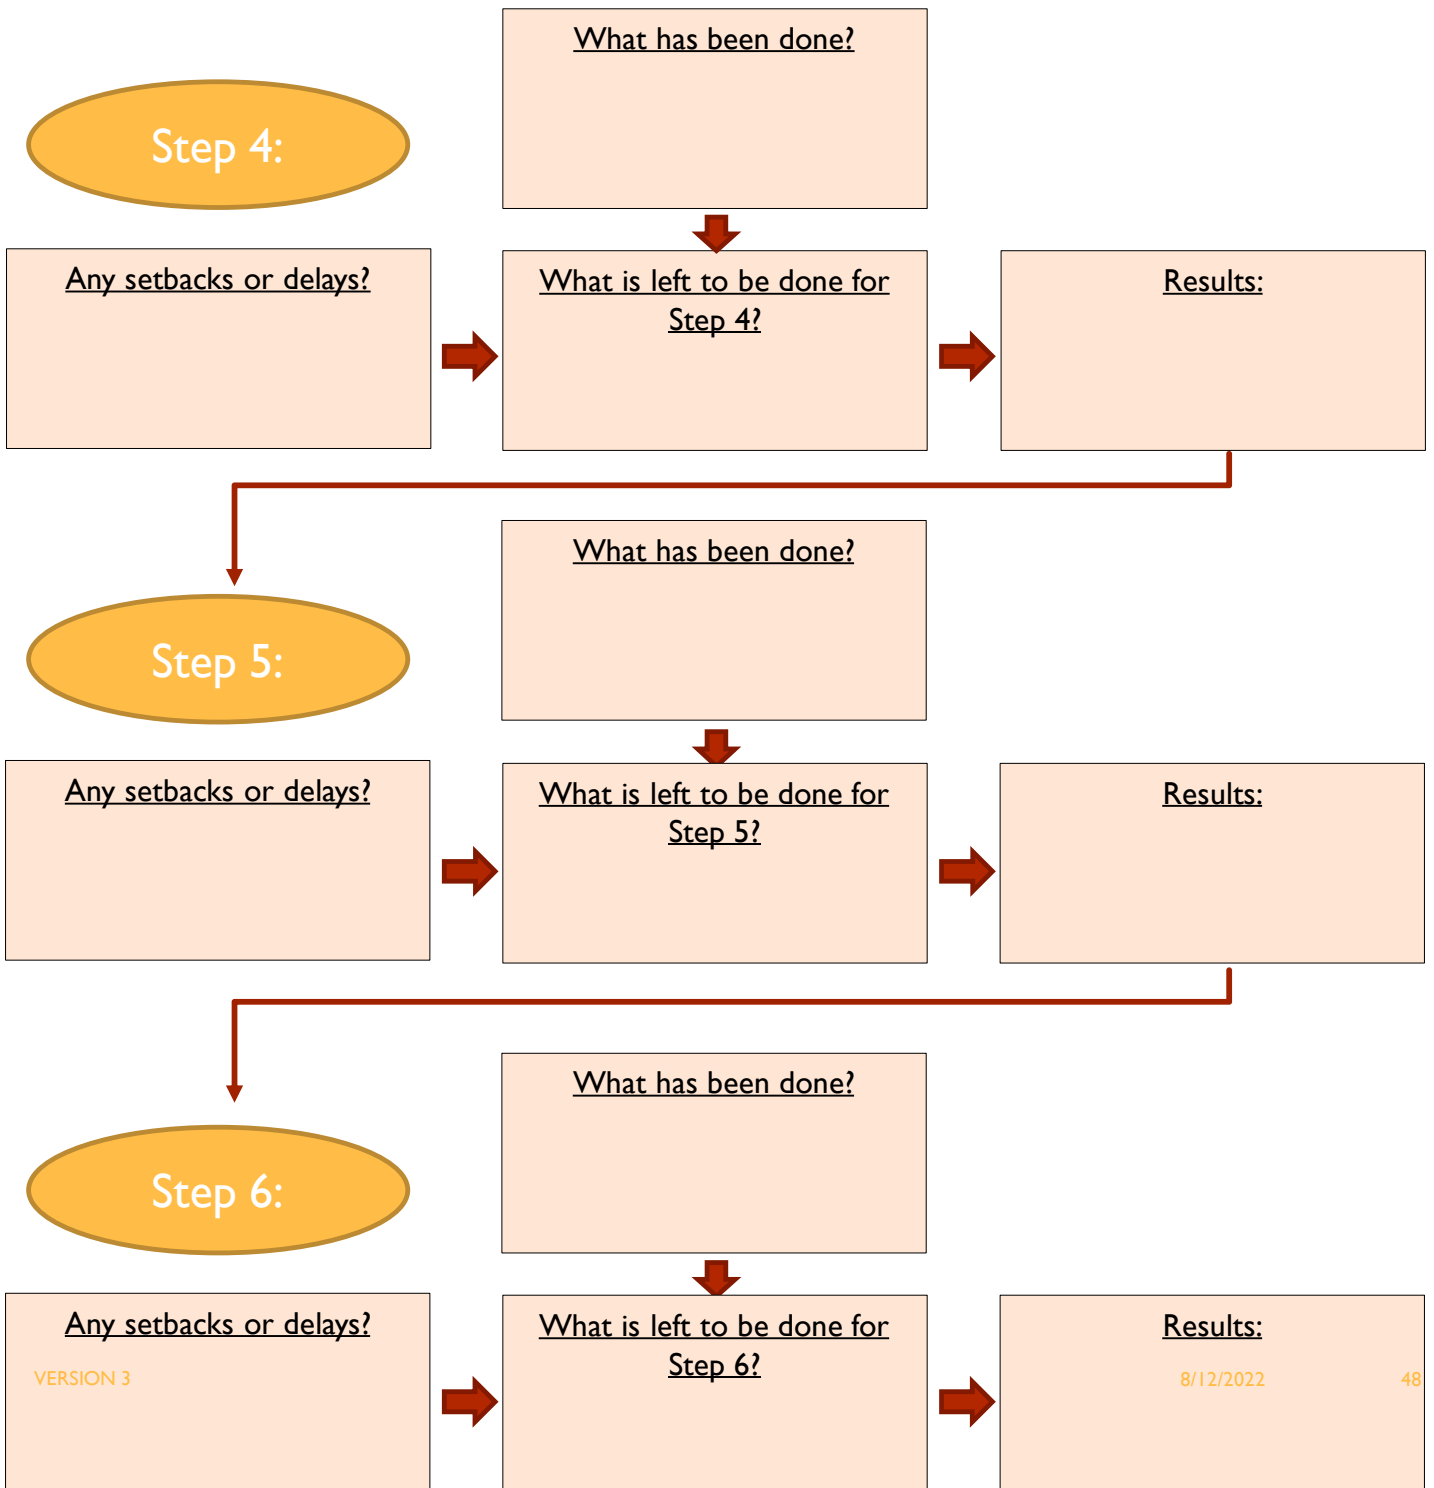 What has been done?
Step 4:
Any setbacks or delays?
What is left to be done for
Step 4?
Results:
What has been done?
Step 5:
Any setbacks or delays?
What is left to be done for
Step 5?
Results:
What has been done?
Step 6:
Any setbacks or delays?
What is left to be done for
Step 6?
Results:
VERSION 3
8/12/2022
48